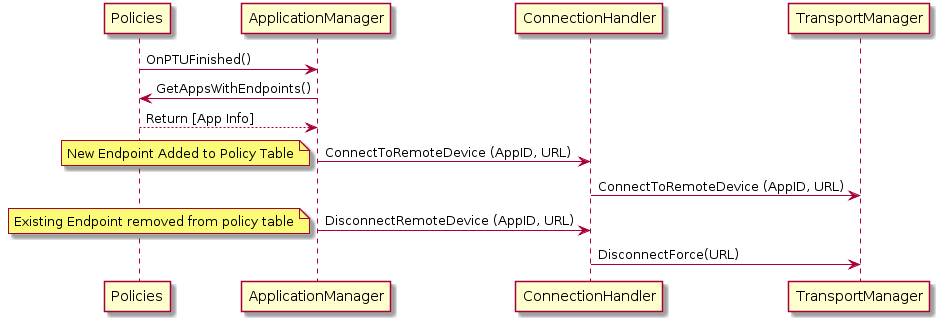 Policies
ApplicationManager
ConnectionHandler
TransportManager
OnPTUFinished()
GetAppsWithEndpoints()
Return [App Info]
New Endpoint Added to Policy Table
ConnectToRemoteDevice (AppID, URL)
ConnectToRemoteDevice (AppID, URL)
Existing Endpoint removed from policy table
DisconnectRemoteDevice (AppID, URL)
DisconnectForce(URL)
Policies
ApplicationManager
ConnectionHandler
TransportManager